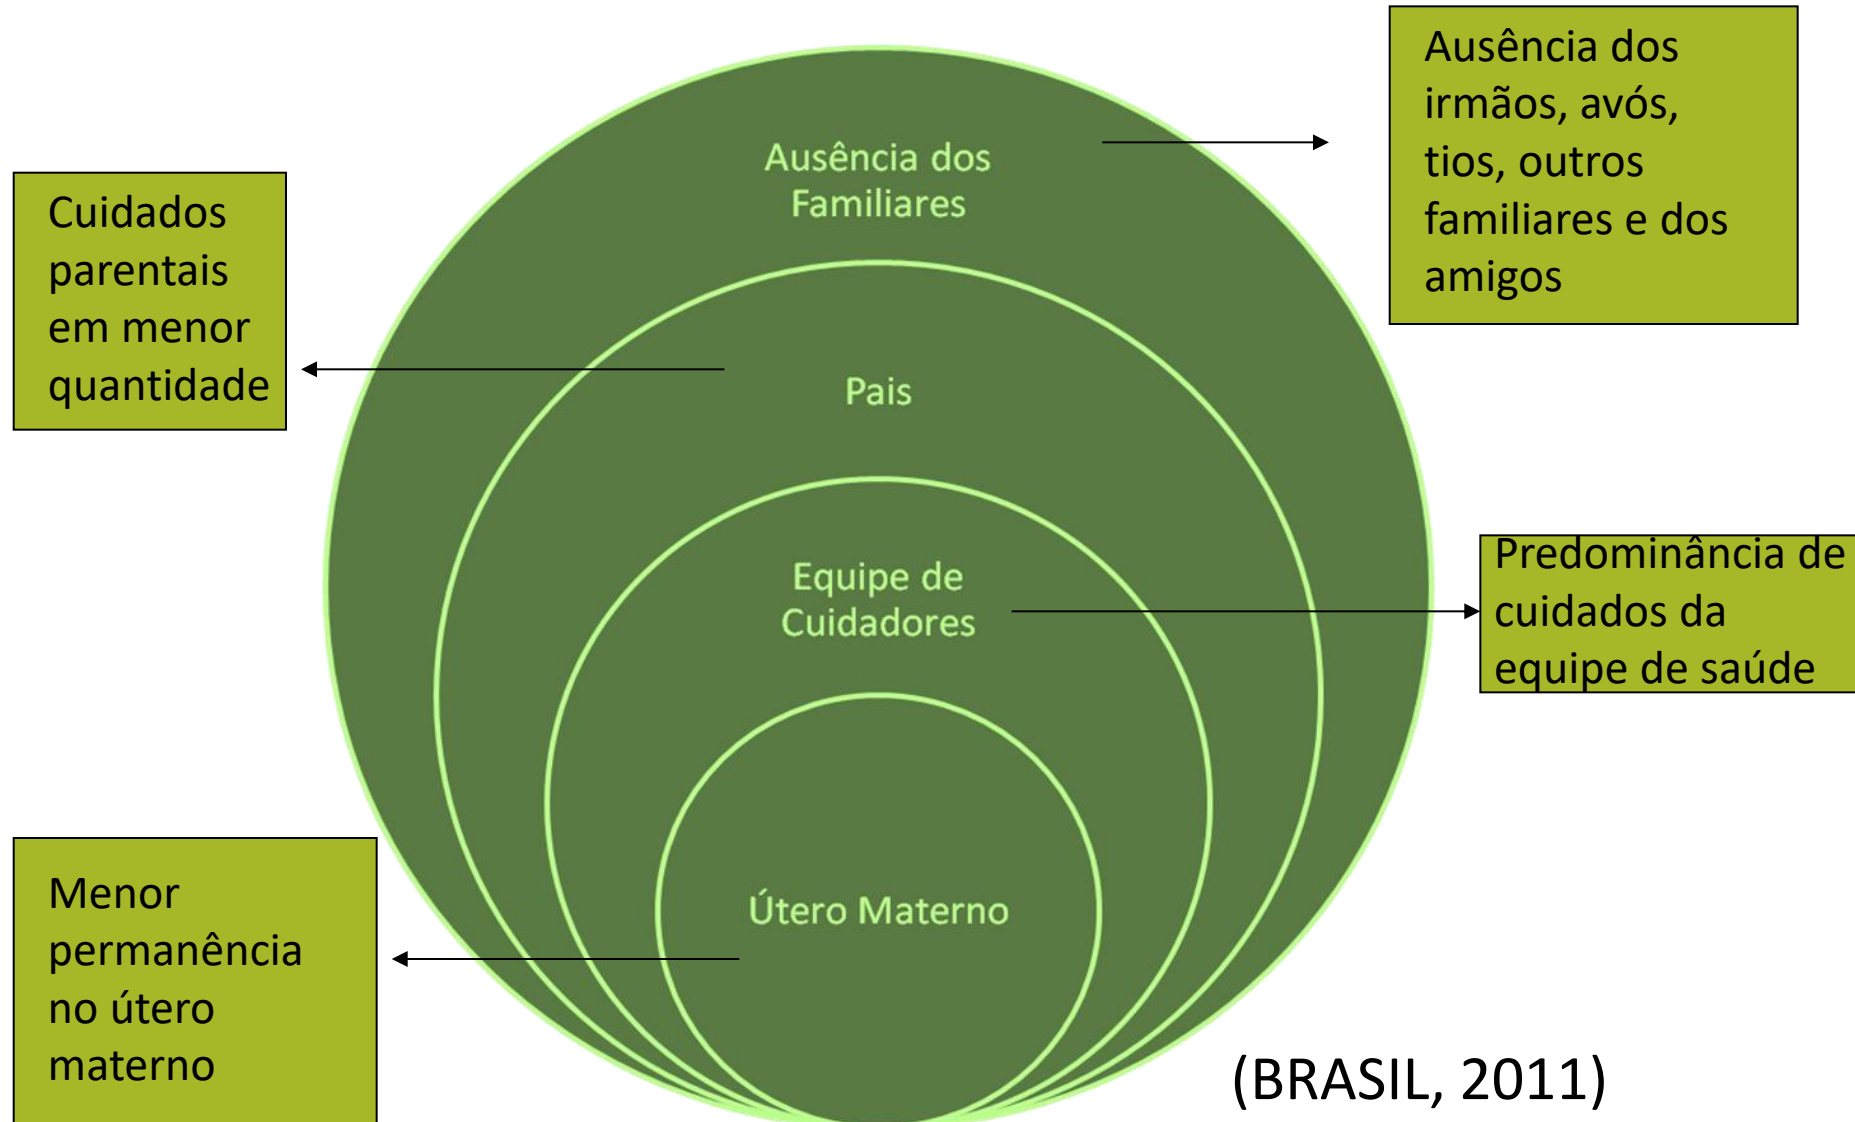 Ausência dos
irmãos, avós,
tios, outros
familiares e dos
amigos
Ausência dos
Familiares
Cuidados
parentais
em menor
quantidade
Pais
Equipe de
Cuidadores
Predominância de
cuidados da
equipe de saúde
Menor
permanência
no útero
materno
Útero Materno
(BRASIL, 2011)